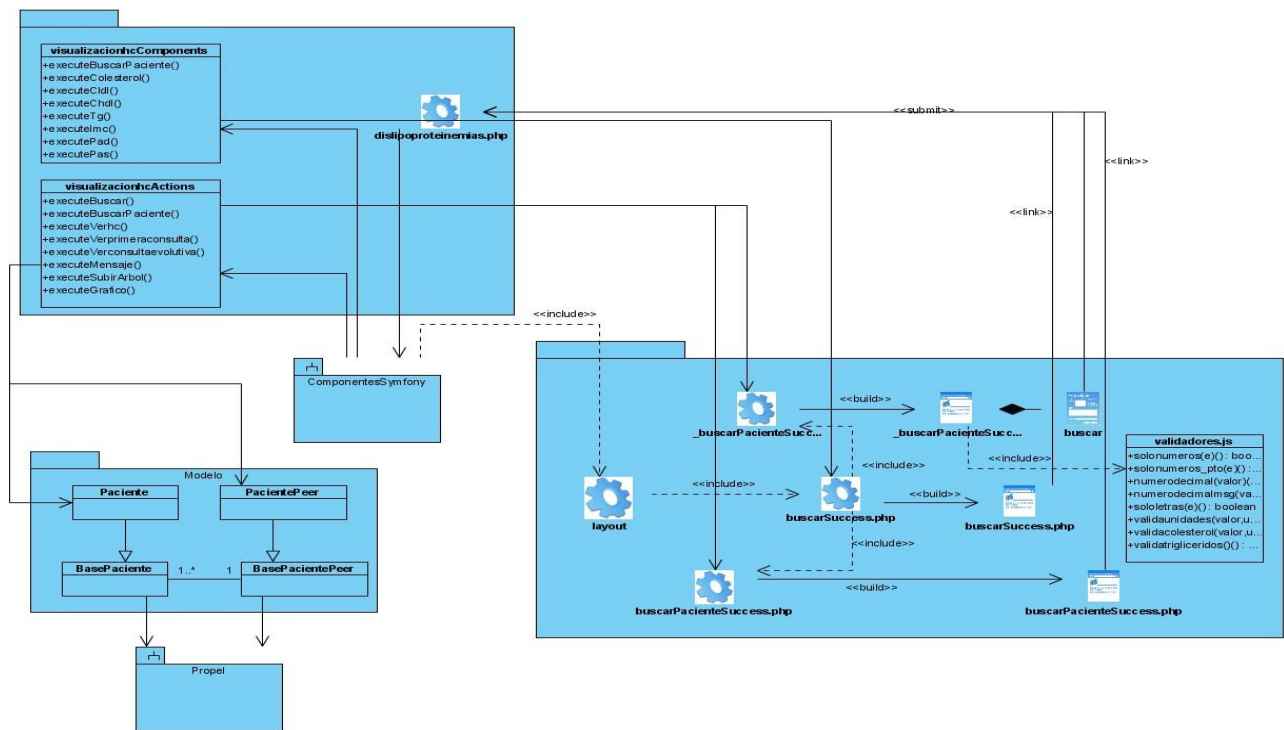 visualizacionhcComponents
+executeBuscarPaciente()
+executeColesterol()
+executeCldl()
+executeChdl()
+executeTg()
+executeImc()
+executePad()
+executePas()
dislipoproteinemias.php
<<submit>>
<<link>>
<<link>>
visualizacionhcActions
+executeBuscar()
+executeBuscarPaciente()
+executeVerhc()
+executeVerprimeraconsulta()
+executeVerconsultaevolutiva()
+executeMensaje()
+executeSubirArbol()
+executeGrafico()
<<include>>
ComponentesSymfony
<<build>>
_buscarPacienteSucc...
_buscarPacienteSucc...
buscar
validadores.js
+solonumeros(e)() : boo...
+solonumeros_pto(e)() : ...
+numerodecimal(valor)(...
+numerodecimalmsg(va...
+sololetras(e)() : boolean
+validaunidades(valor,u...
+validacolesterol(valor,u...
+validatrigliceridos()() : ...
<<include>>
<<include>>
<<include>>
<<build>>
layout
buscarSuccess.php
buscarSuccess.php
<<include>>
<<build>>
buscarPacienteSuccess.php
buscarPacienteSuccess.php
Modelo
Paciente
PacientePeer
BasePaciente
1..*
1
BasePacientePeer
Propel